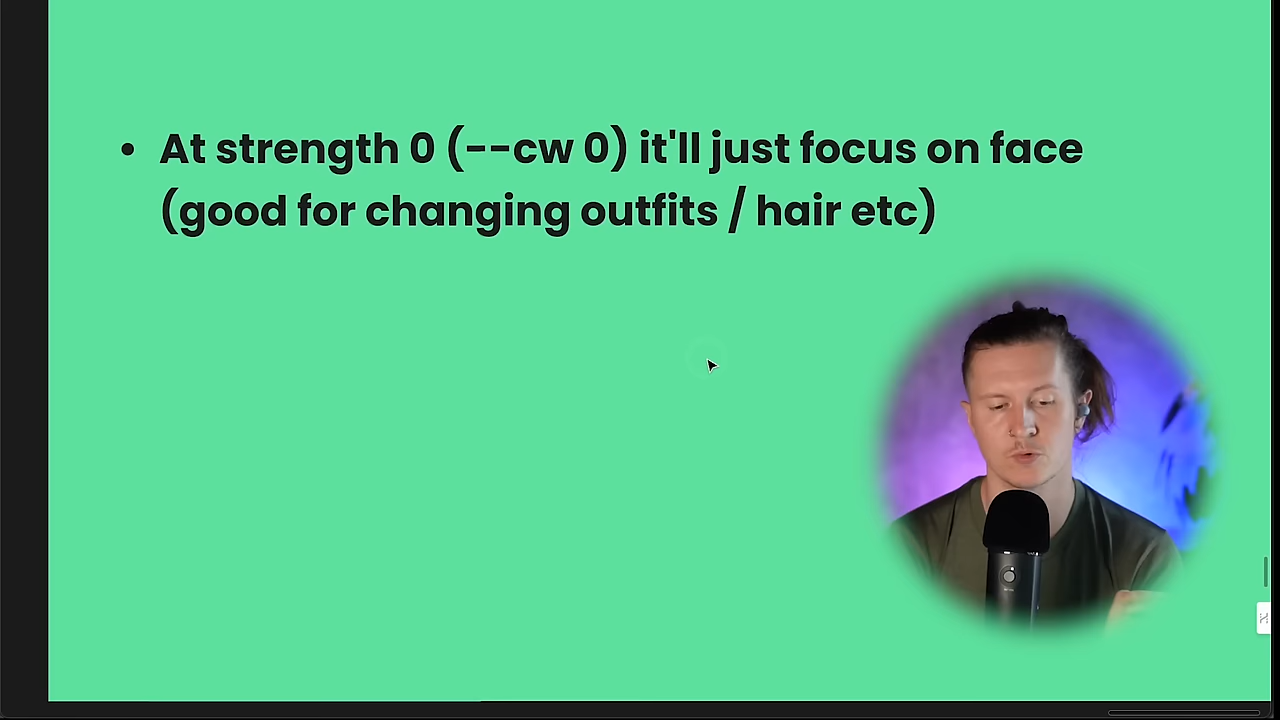 • At strength 0 (--cw 0) it'll just focus on face
(good for changing outfits / hair etc)